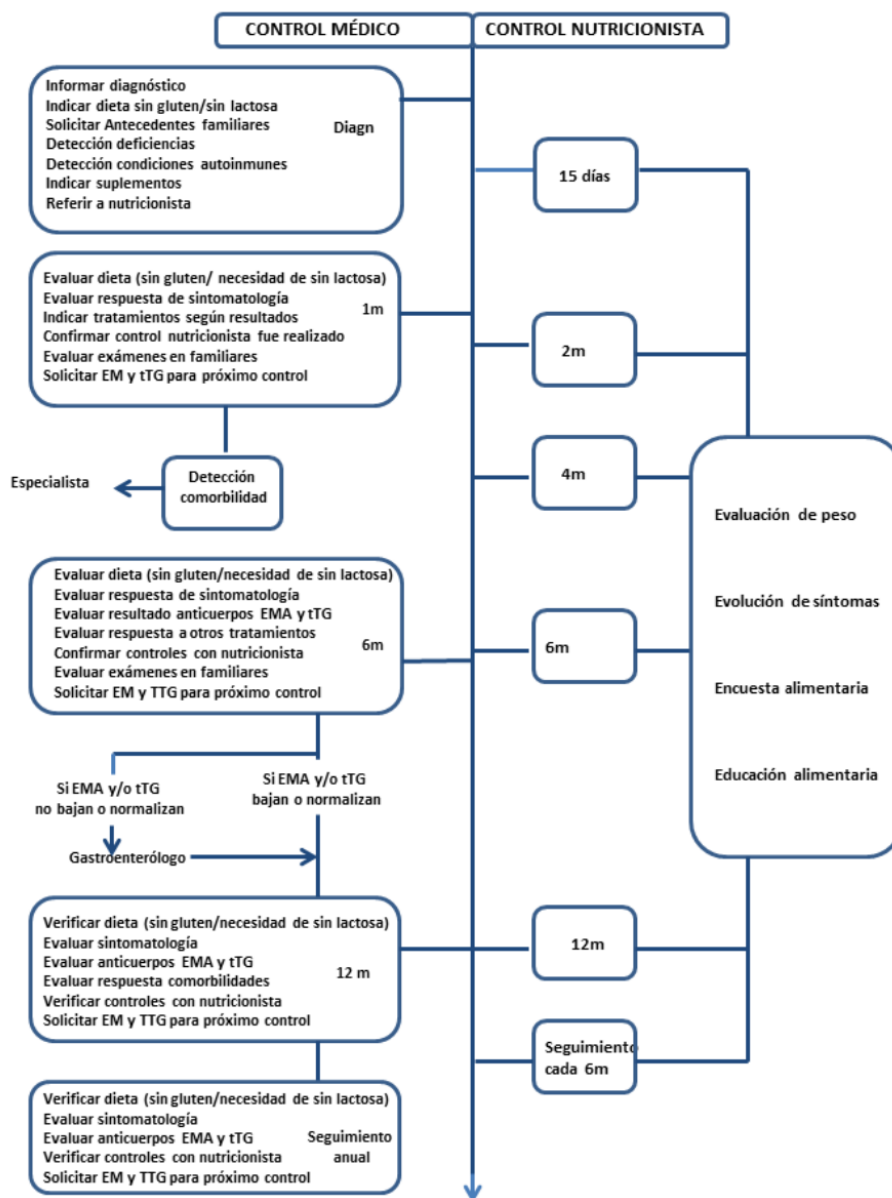 CONTROL MÉDICO
CONTROL NUTRICIONISTA
Informar diagnóstico
Indicar dieta sin gluten/sin lactosa
Solicitar Antecedentes familiares
Detección deficiencias
Detección condiciones autoinmunes
Indicar suplementos
Referir a nutricionista
Diagn
15 días
Evaluar dieta (sin gluten/ necesidad de sin lactosa)
Evaluar respuesta de sintomatología
Indicar tratamientos según resultados
Confirmar control nutricionista fue realizado
Evaluar exámenes en familiares
Solicitar EM y tTG para próximo control
1m
2m
Detección
comorbilidad
Especialista
4m
Evaluar dieta (sin gluten/necesidad de sin lactosa)
Evaluar respuesta de sintomatología
Evaluar resultado anticuerpos EMA y tTG
Evaluar respuesta a otros tratamientos
Confirmar controles con nutricionista
Evaluar exámenes en familiares
Solicitar EM y TTG para próximo control
6m
6m
Evaluación de peso
Evolución de síntomas
Encuesta alimentaria
Educación alimentaria
Si EMA y/o tTG
no bajan o normalizan
Si EMA y/o tTG
bajan o normalizan
Gastroenterólogo
Verificar dieta (sin gluten/necesidad de sin lactosa)
Evaluar sintomatología
Evaluar anticuerpos EMA y tTG
Evaluar respuesta comorbilidades
Verificar controles con nutricionista
Solicitar EM y TTG para próximo control
12 m
12m
Seguimiento
cada 6m
Verificar dieta (sin gluten/necesidad de sin lactosa)
Evaluar sintomatología
Evaluar anticuerpos EMA y tTG
Verificar controles con nutricionista
Solicitar EM y TTG para próximo control
Seguimiento
anual